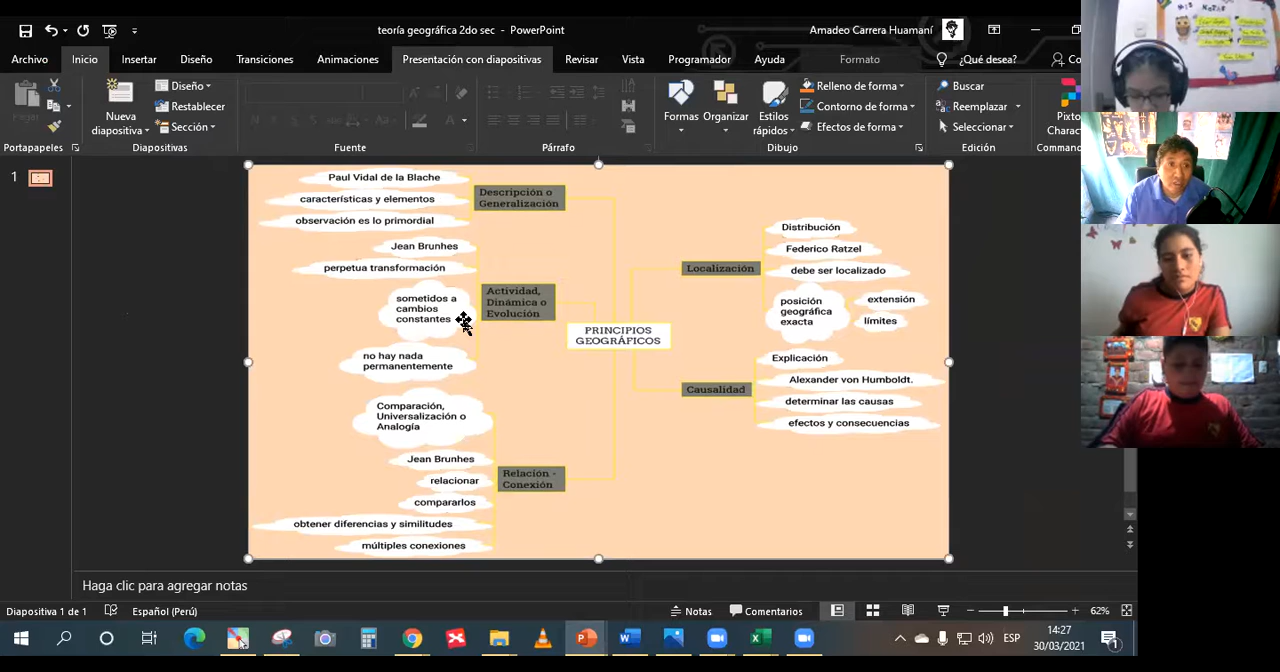 teoría geográfica 2do sec - PowerPoint
Amadeo Carrera Huamaní
Archivo
Inicio
Insertar
Diseño
Transiciones
Animaciones
Presentación con diapositivas
Revisar
Vista
Programador
Ayuda
Formato
¿Qué desea?
Co
Pegar
Nueva
diapositiva
Diseño
Restablecer
Sección
Formas
Organizar
Estilos
rápidos
Relleno de forma
Contorno de forma
Efectos de forma
Buscar
Reemplazar
Seleccionar
Pixto
Charac
Portapapeles
Diapositivas
Fuente
Párrafo
Dibujo
Edición
Comando
1
PRINCIPIOS
GEOGRÁFICOS
Descripción o
Generalización
Paul Vidal de la Blache
características y elementos
observación es lo primordial
Actividad,
Dinámica o
Evolución
Jean Brunhes
perpetua transformación
sometidos a
cambios
constantes
no hay nada
permanentemente
Relación -
Conexión
Comparación,
Universalización o
Analogía
Jean Brunhes
relacionar
compararlos
obtener diferencias y similitudes
múltiples conexiones
Localización
Distribución
Federico Ratzel
debe ser localizado
posición
geográfica
exacta
extensión
límites
Causalidad
Explicación
Alexander von Humboldt.
determinar las causas
efectos y consecuencias
Haga clic para agregar notas
Diapositiva 1 de 1
Español (Perú)
Notas
Comentarios
62%
ESP
14:27
30/03/2021
1